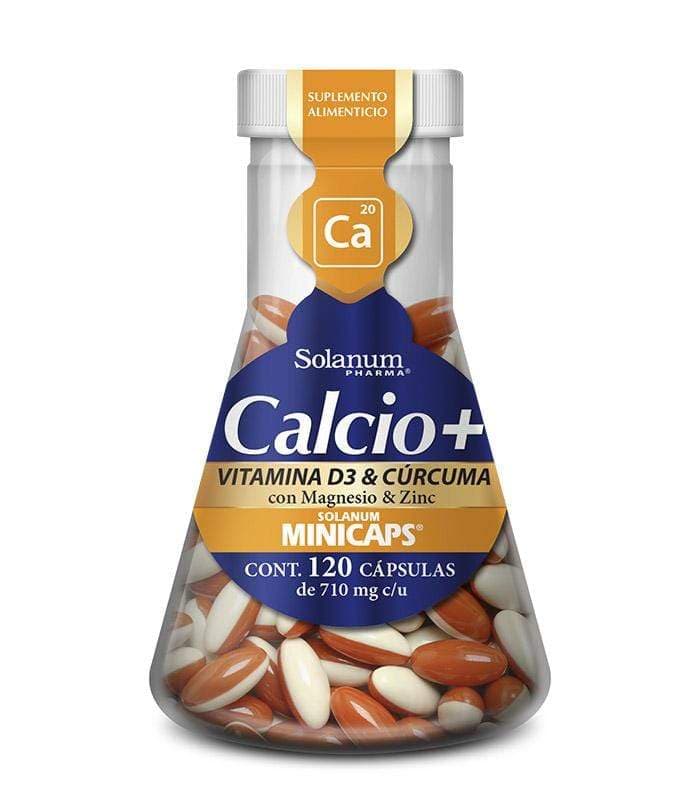 SUPLEMENTO
ALIMENTICIO
20
Ca
Solanum
PHARMA®
Calcio+
VITAMINA D3 & CÚRCUMA
con Magnesio & Zinc
SOLANUM
MINICAPS®
CONT. 120 CÁPSULAS
de 710 mg c/u